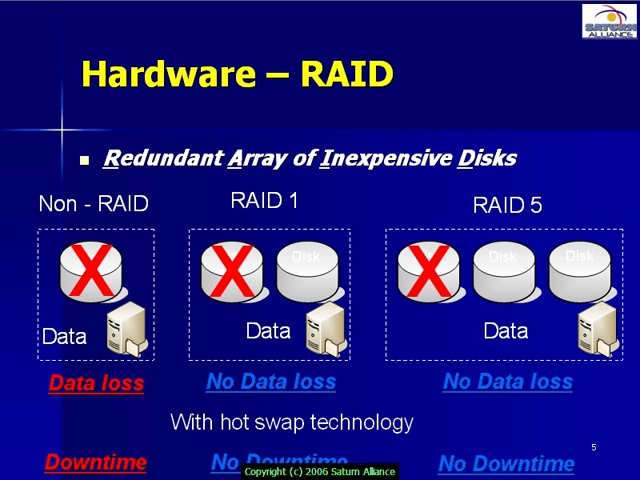 SATURN
ALLIANCE
Hardware – RAID
Redundant Array of Inexpensive Disks
Non - RAID
RAID 1
RAID 5
X
X
Disk
X
Disk
Disk
Data
Data
Data
Data loss
No Data loss
No Data loss
With hot swap technology
5
Downtime
No Downtime
No Downtime
Copyright (c) 2006 Saturn Alliance